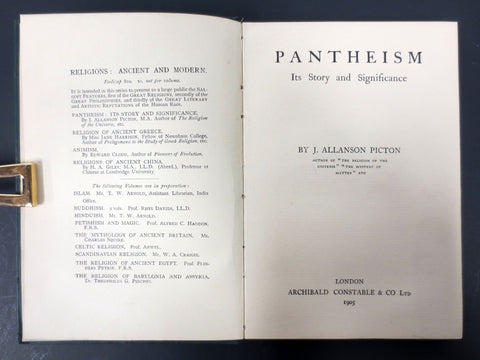 RELIGIONS: ANCIENT AND MODERN.
Foolscap 8vo. 1s. net per volume.
It is intended in this series to present to a large public the SALIENT FEATURES, first of the GREAT RELIGIONS, secondly of the
GREAT PHILOSOPHIES, and thirdly of the GREAT LITERARY
and ARTISTIC REPUTATIONS of the HUMAN RACE.
PANTHEISM: ITS STORY AND SIGNIFICANCE.
By J. ALLANSON PICTON, M.A. Author of The Religion
of the Universe, etc.
RELIGION OF ANCIENT GREECE.
By Miss JANE HARRISON, Fellow of Newnham College,
Author of Prolegomena to the Study of Greek Religion, etc.
ANIMISM.
By EDWARD CLODD, Author of Pioneers of Evolution.
RELIGIONS OF ANCIENT CHINA.
By H. A. GILES, M.A., LL.D. (Aberd.), Professor of
Chinese at Cambridge University.
The following Volumes are in preparation:
ISLAM. Mr. T. W. ARNOLD, Assistant Librarian, India
Office.
BUDDHISM. 2 vols. Prof. RHYS DAVIDS, LL.D.
HINDUISM. Mr. T. W. ARNOLD.
FETISHISM AND MAGIC. Prof. ALFRED C. HADDON,
F.R.S.
THE MYTHOLOGY OF ANCIENT BRITAIN. Mr.
CHARLES SQUIRE.
CELTIC RELIGION. Prof. ANWYL.
SCANDINAVIAN RELIGION. Mr. W. A. CRAIGIE.
THE RELIGION OF ANCIENT EGYPT. Prof. FLINDERS PETRIE, F.R.S.
THE RELIGION OF BABYLONIA AND ASSYRIA,
Dr. THEOPHILUS G. PINCHES.
PANTHEISM
Its Story and Significance
BY J. ALLANSON PICTON
AUTHOR OF "THE RELIGION OF THE
UNIVERSE" "THE MYSTERY OF
MATTER" ETC
LONDON
ARCHIBALD CONSTABLE & CO LTD
1905